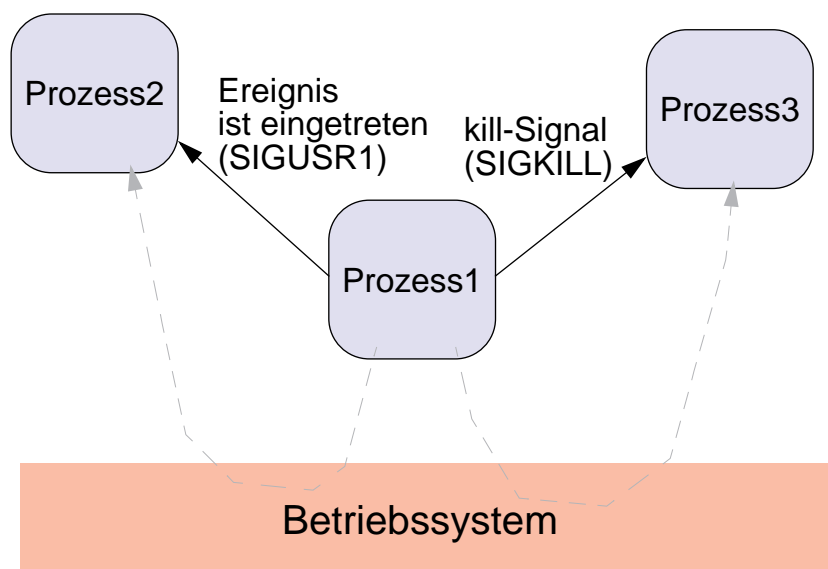 Prozess2
Ereignis
ist eingetreten
(SIGUSR1)
kill-Signal
(SIGKILL)
Prozess3
Prozess1
Betriebssystem